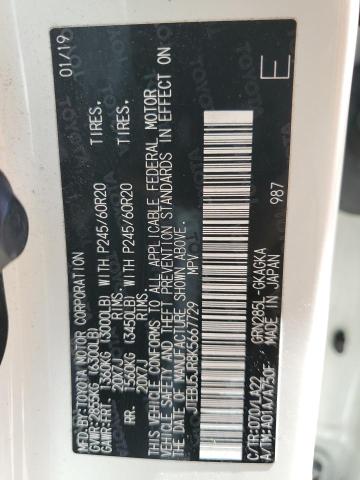 MFD.BY:TOYOTA MOTOR CORPORATION 01/19
GVWR: 2855KG (6300LB)
GAWR:FRT. 1360KG (3000LB) WITH P245/60R20 TIRES.
20X7J RIMS.
RR. 1560KG (3450LB) WITH P245/60R20 TIRES.
20X7J RIMS
THIS VEHICLE CONFORMS TO ALL APPLICABLE FEDERAL MOTOR
VEHICLE SAFETY AND THEFT PREVENTION STANDARDS IN EFFECT ON
THE DATE OF MANUFACTURE SHOWN ABOVE.
MPV
E
C/TR:070/LA22 GRN285L-GKAGKA
A/TM:A01A/A750F MADE IN JAPAN 987